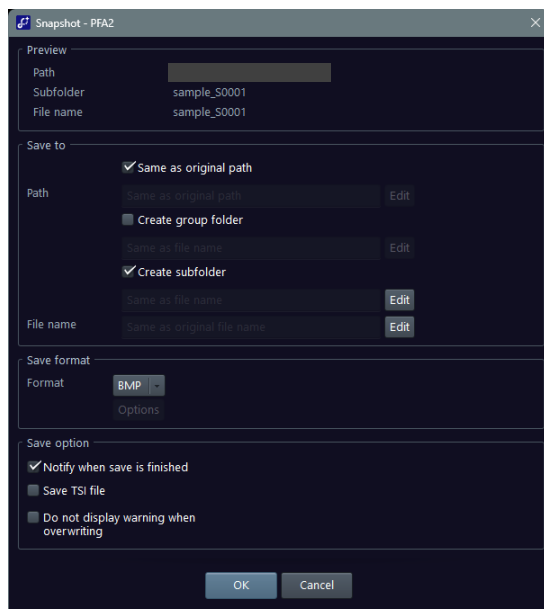 Snapshot - PFA2
Preview
Path
Subfolder sample_S0001
File name sample_S0001
Save to
Same as original path
Path Same as original path Edit
Create group folder
Same as file name Edit
Create subfolder
Same as file name Edit
File name Same as original file name Edit
Save format
Format BMP
Options
Save option
Notify when save is finished
Save TSI file
Do not display warning when
overwriting
OK Cancel